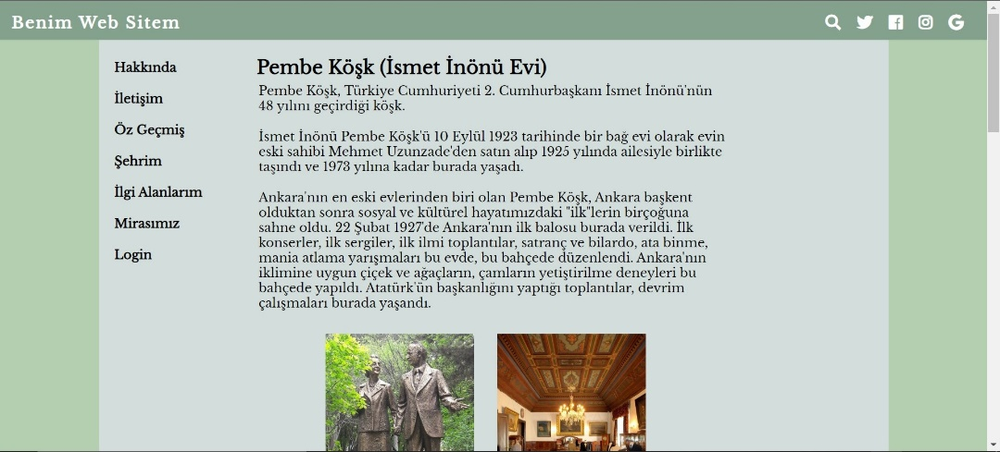 Benim Web Sitem
Hakkında
İletişim
Öz Geçmiş
Şehrim
İlgi Alanlarım
Mirasımız
Login
Pembe Köşk (İsmet İnönü Evi)
Pembe Köşk, Türkiye Cumhuriyeti 2. Cumhurbaşkanı İsmet İnönü'nün
48 yılını geçirdiği köşk.
İsmet İnönü Pembe Köşk'ü 10 Eylül 1923 tarihinde bir bağ evi olarak evin
eski sahibi Mehmet Uzunzade'den satın alıp 1925 yılında ailesiyle birlikte
taşındı ve 1973 yılına kadar burada yaşadı.
Ankara'nın en eski evlerinden biri olan Pembe Köşk, Ankara başkent
olduktan sonra sosyal ve kültürel hayatımızdaki "ilk"lerin birçoğuna
sahne oldu. 22 Şubat 1927'de Ankara'nın ilk balosu burada verildi. İlk
konserler, ilk sergiler, ilk ilmi toplantılar, satranç ve bilardo, ata binme,
mania atlama yarışmaları bu evde, bu bahçede düzenlendi. Ankara'nın
iklimine uygun çiçek ve ağaçların, çamların yetiştirilme deneyleri bu
bahçede yapıldı. Atatürk'ün başkanlığını yaptığı toplantılar, devrim
çalışmaları burada yaşandı.